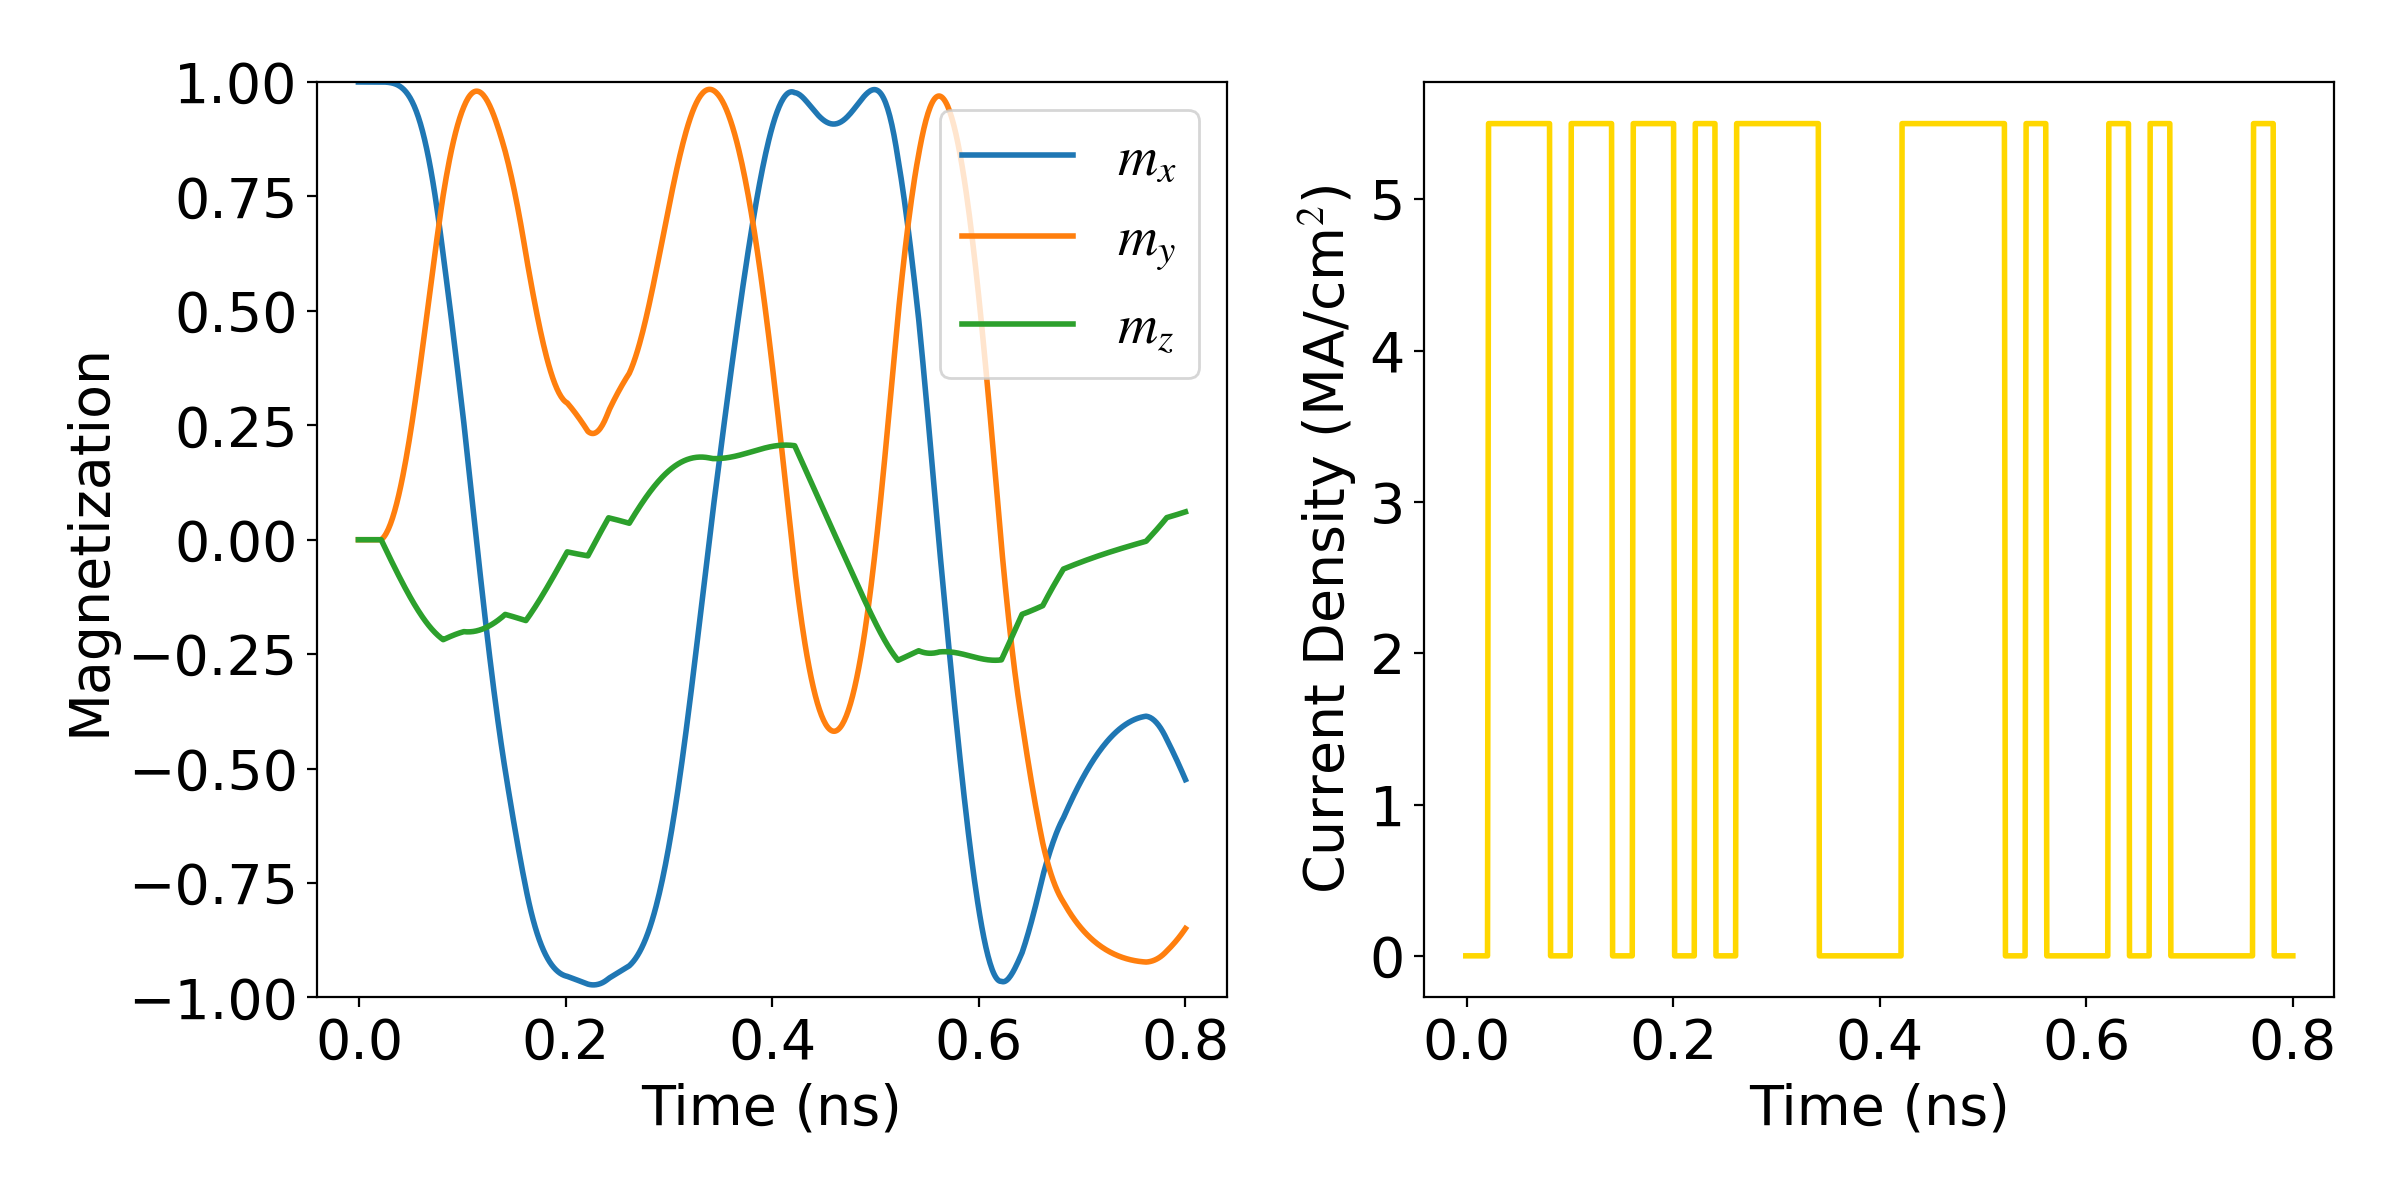 Magnetization
1.00
0.75
0.50
0.25
0.00
−0.25
−0.50
−0.75
−1.00
0.0 0.2 0.4 0.6 0.8
Time (ns)
m_x
m_y
m_z
Current Density (MA/cm²)
5
4
3
2
1
0
0.0 0.2 0.4 0.6 0.8
Time (ns)